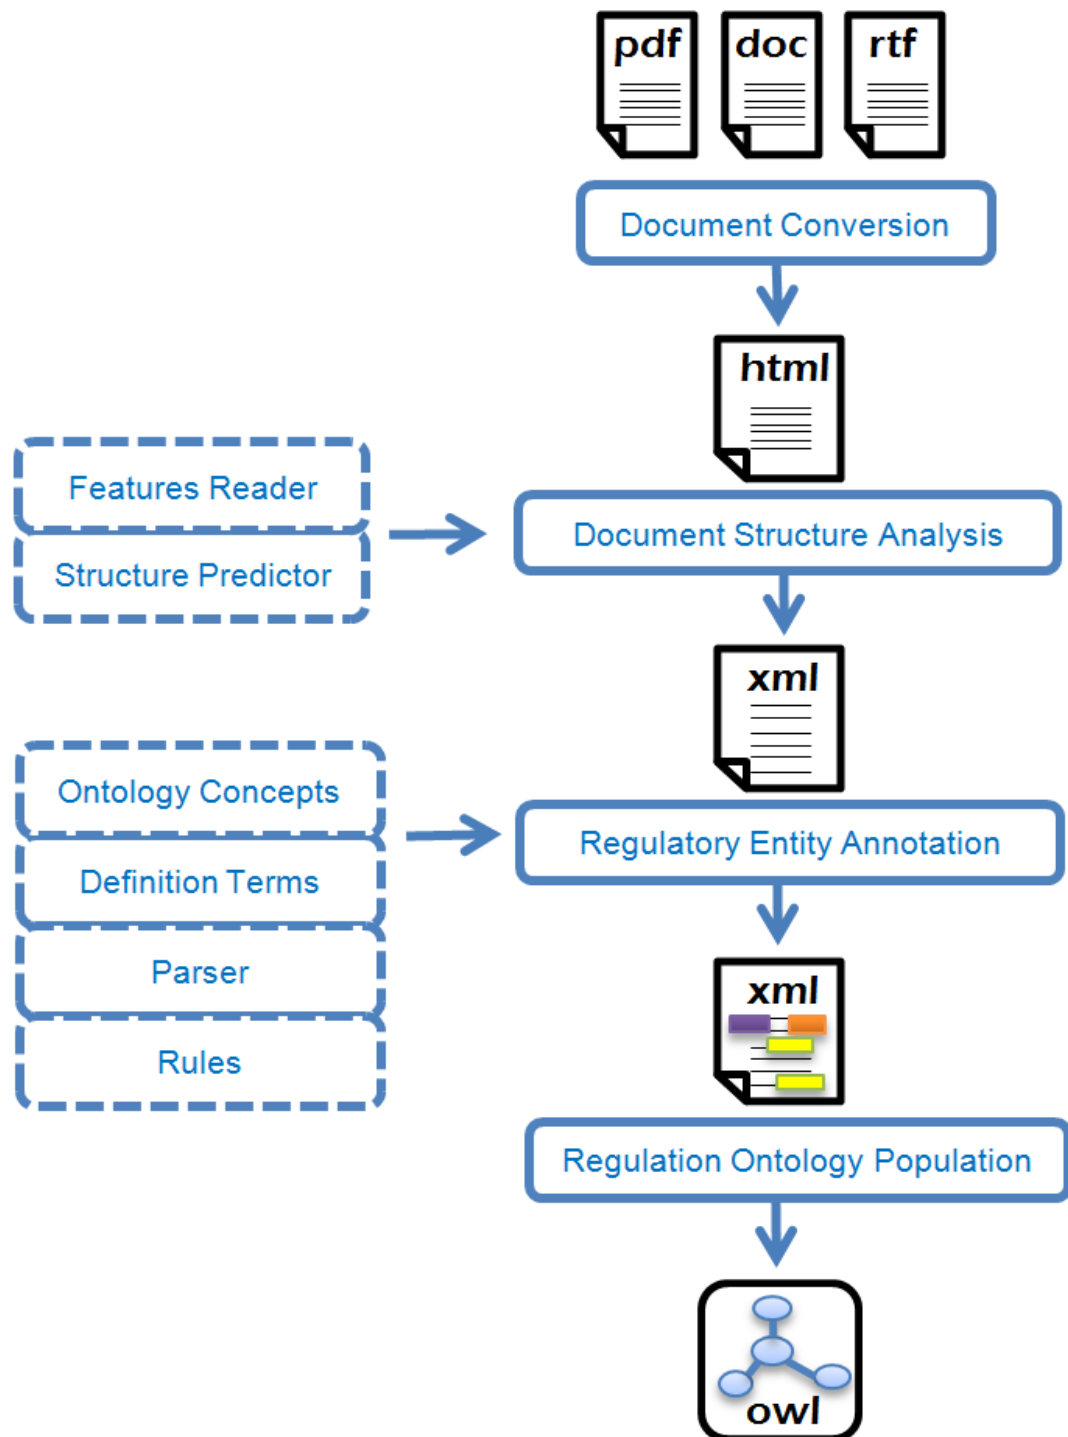 pdf doc rtf
Document Conversion
html
Features Reader
Structure Predictor
Document Structure Analysis
xml
Ontology Concepts
Definition Terms
Parser
Rules
Regulatory Entity Annotation
xml
Regulation Ontology Population
owl